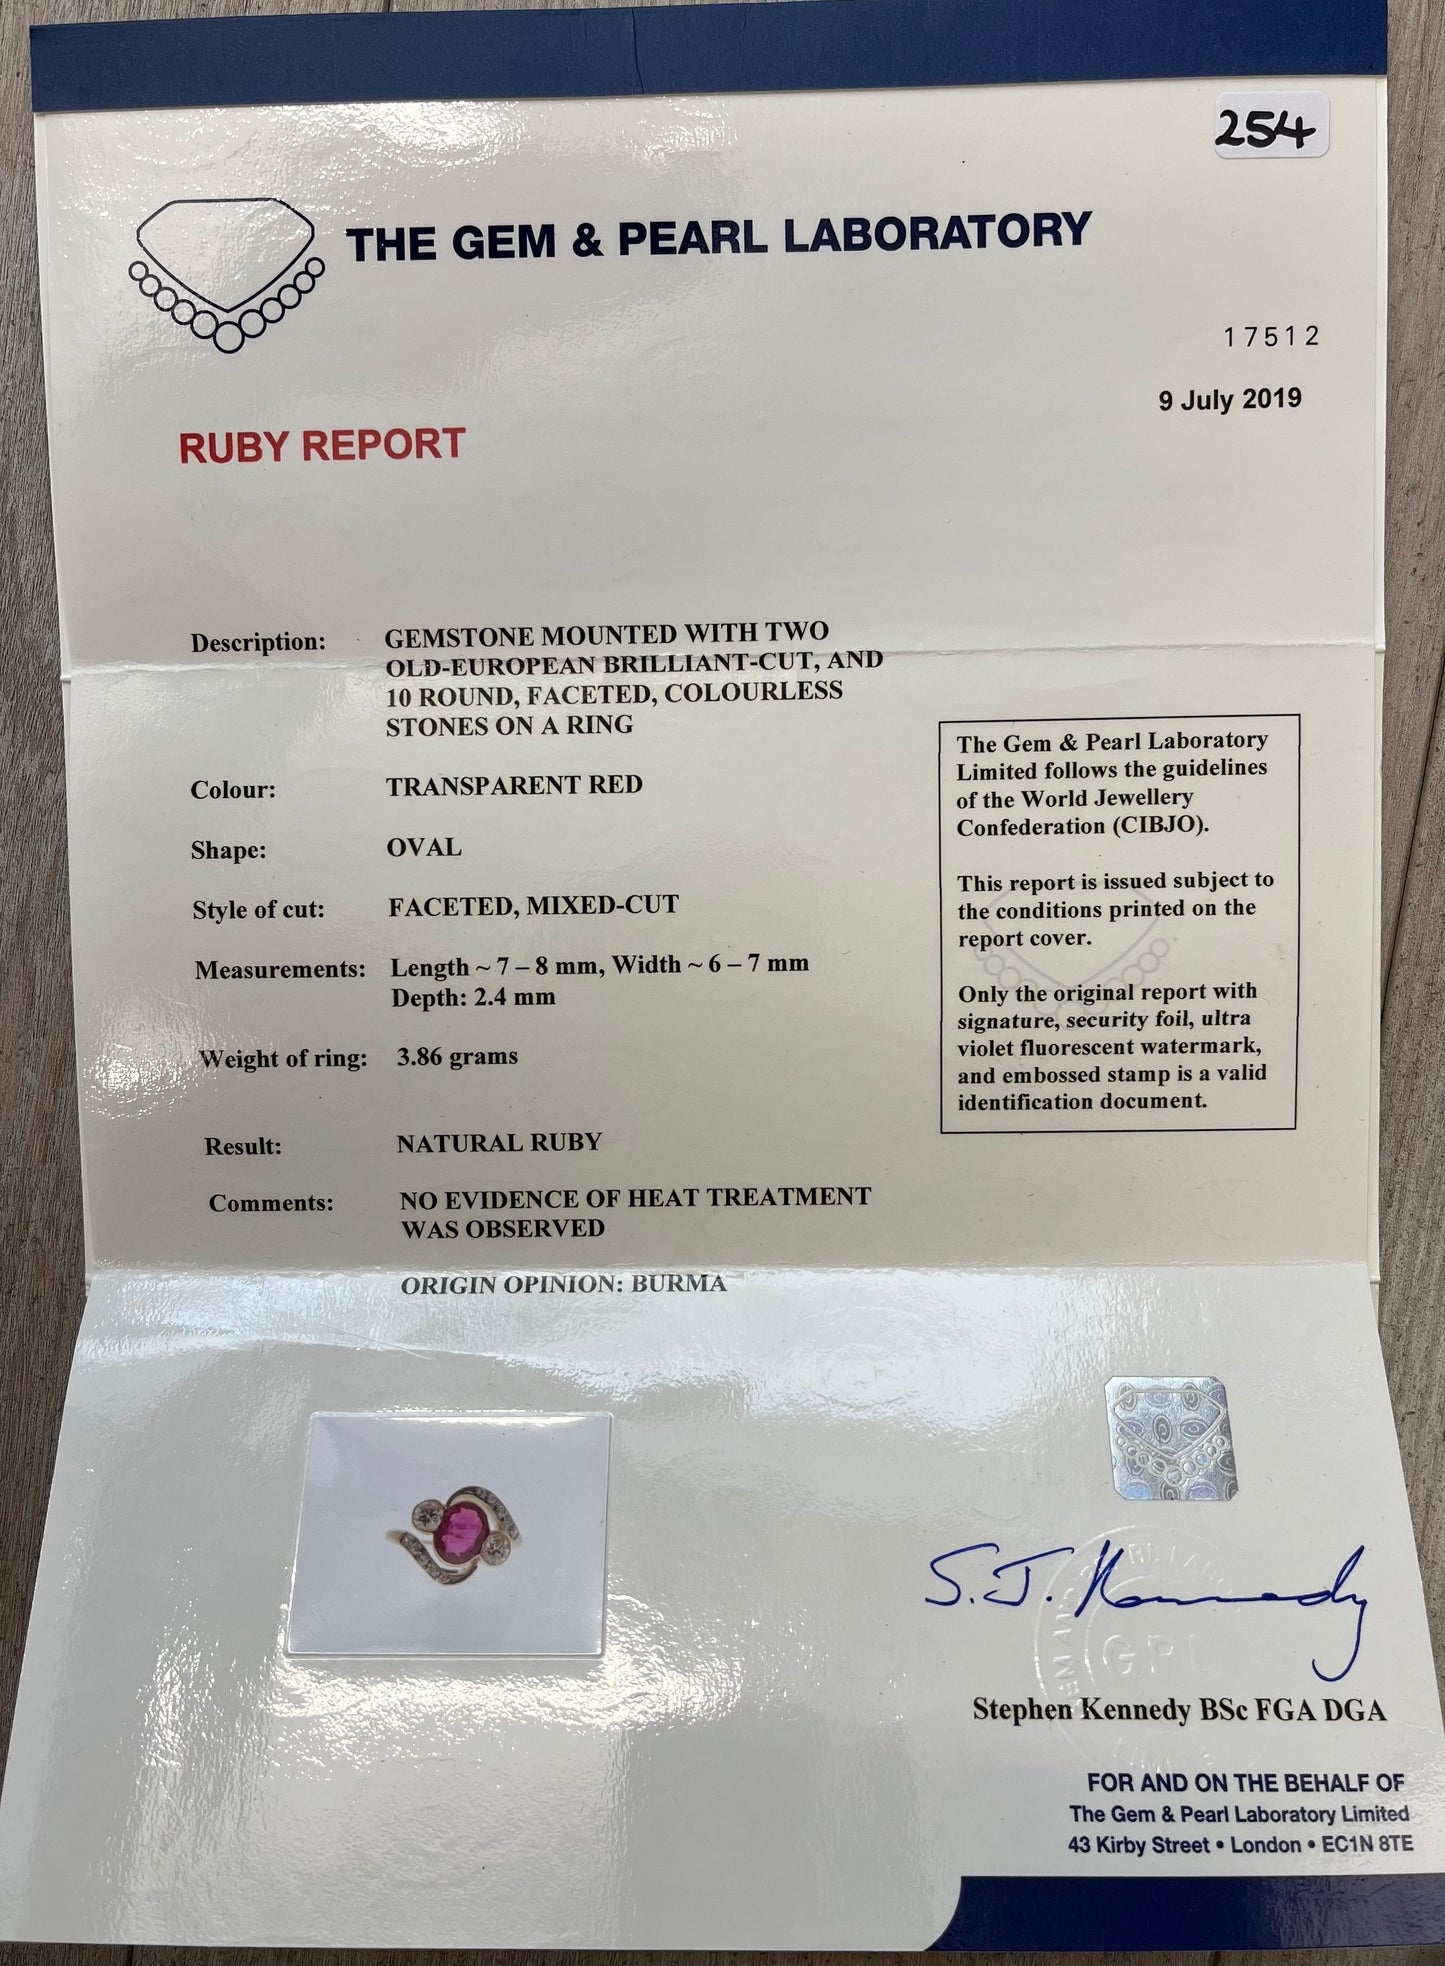 254
THE GEM & PEARL LABORATORY
17512
9 July 2019
RUBY REPORT
Description: GEMSTONE MOUNTED WITH TWO
OLD-EUROPEAN BRILLIANT-CUT, AND
10 ROUND, FACETED, COLOURLESS
STONES ON A RING
Colour: TRANSPARENT RED
Shape: OVAL
Style of cut: FACETED, MIXED-CUT
Measurements: Length ~ 7 – 8 mm, Width ~ 6 – 7 mm
Depth: 2.4 mm
Weight of ring: 3.86 grams
Result: NATURAL RUBY
Comments: NO EVIDENCE OF HEAT TREATMENT
WAS OBSERVED
ORIGIN OPINION: BURMA
The Gem & Pearl Laboratory
Limited follows the guidelines
of the World Jewellery
Confederation (CIBJO).
This report is issued subject to
the conditions printed on the
report cover.
Only the original report with
signature, security foil, ultra
violet fluorescent watermark,
and embossed stamp is a valid
identification document.
S. J. Kennedy
GPL
Stephen Kennedy BSc FGA DGA
FOR AND ON THE BEHALF OF
The Gem & Pearl Laboratory Limited
43 Kirby Street • London • EC1N 8TE